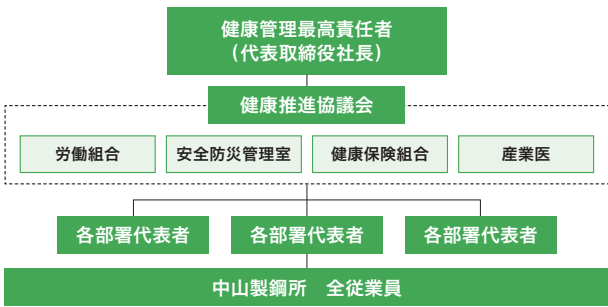 健康管理最高責任者
（代表取締役社長）
健康推進協議会
労働組合 安全防災管理室 健康保険組合 産業医
各部署代表者 各部署代表者 各部署代表者
中山製鋼所　全従業員